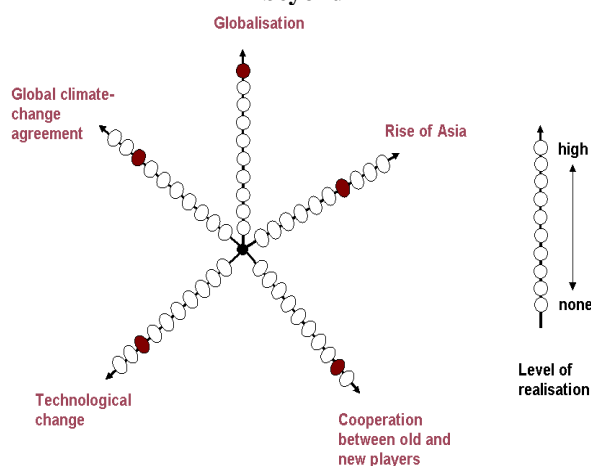 Globalisation
Global climate-
change
agreement
Rise of Asia
high
none
Level of
realisation
Technological
change
Cooperation
between old and
new players